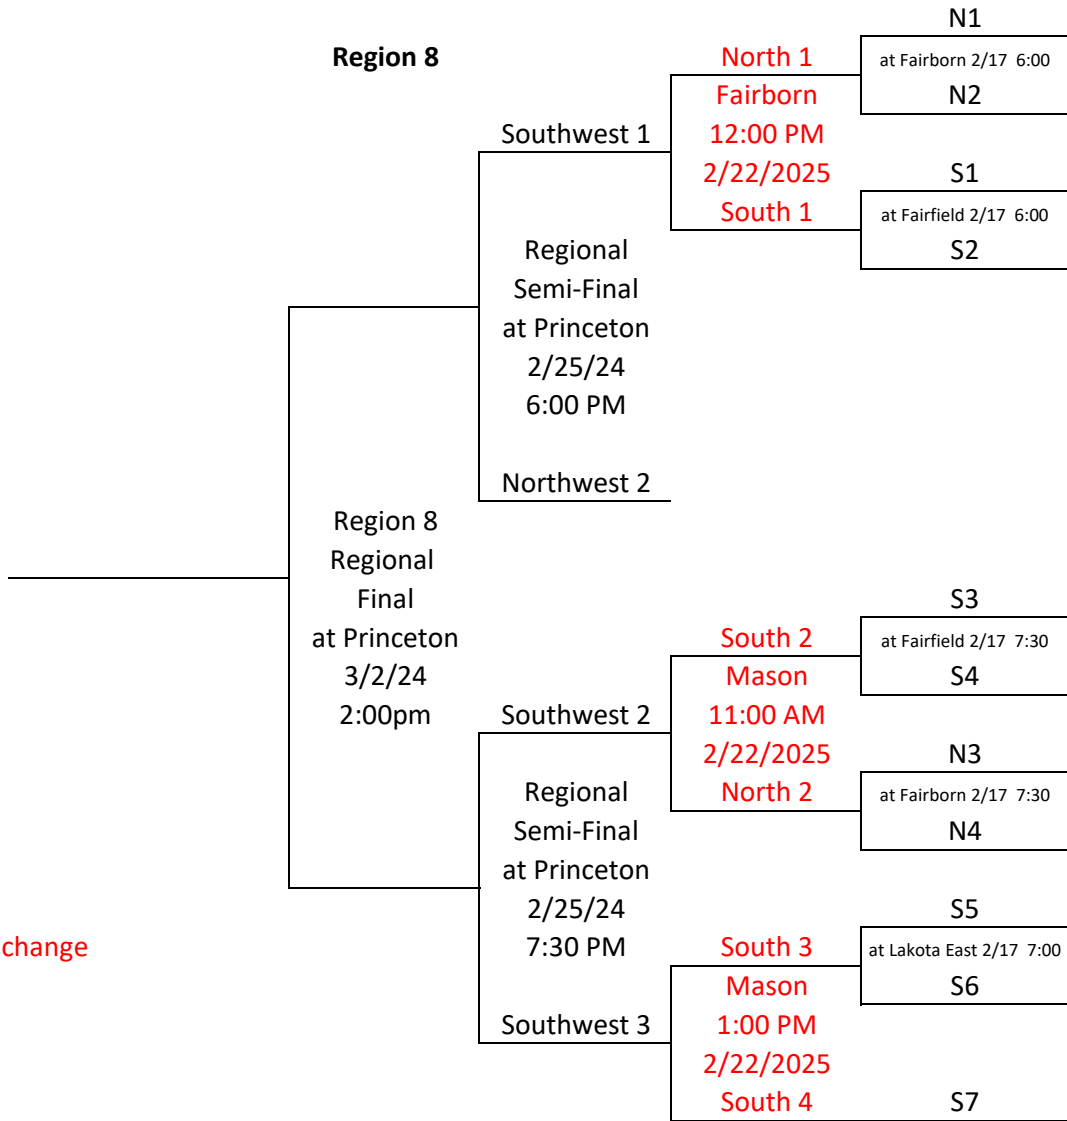 N1
Region 8
North 1
at Fairborn 2/17  6:00
Fairborn
N2
Southwest 1
12:00 PM
2/22/2025
S1
South 1
at Fairfield 2/17  6:00
Regional
S2
Semi-Final
at Princeton
2/25/24
6:00 PM
Northwest 2
Region 8
Regional
Final
S3
at Princeton
South 2
at Fairfield 2/17  7:30
3/2/24
Mason
S4
2:00pm
Southwest 2
11:00 AM
2/22/2025
N3
Regional
North 2
at Fairborn 2/17  7:30
Semi-Final
N4
at Princeton
2/25/24
S5
change
7:30 PM
South 3
at Lakota East 2/17  7:00
Mason
S6
Southwest 3
1:00 PM
2/22/2025
South 4
S7